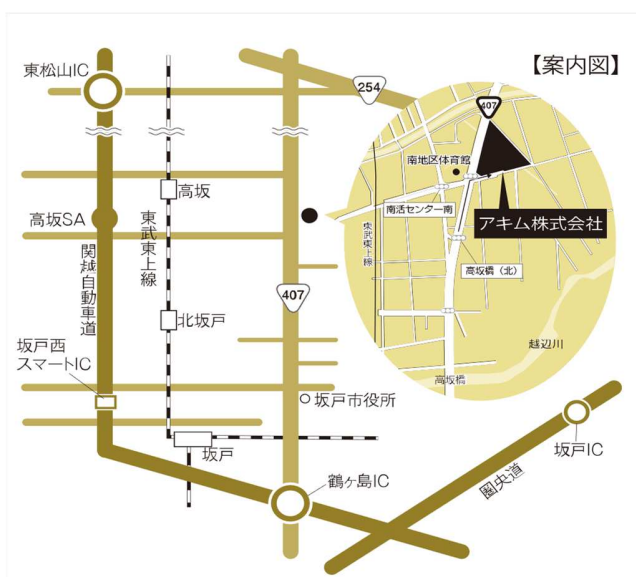 【案内図】
東松山IC
254
407
南地区体育館
高坂
南活センター南
アキム株式会社
高坂SA
東武東上線
東武東上線
関越自動車道
高坂橋(北)
407
北坂戸
越辺川
坂戸西
スマートIC
高坂橋
坂戸市役所
坂戸
坂戸IC
圏央道
鶴ヶ島IC